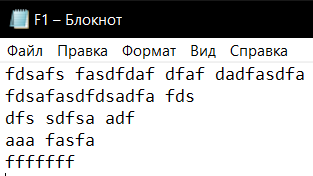 F1 – Блокнот
Файл Правка Формат Вид Справка
fdsafs fasdfdaf dfaf dadfasdfa
fdsafasdfdsadfa fds
dfs sdfsa adf
aaa fasfa
fffffff